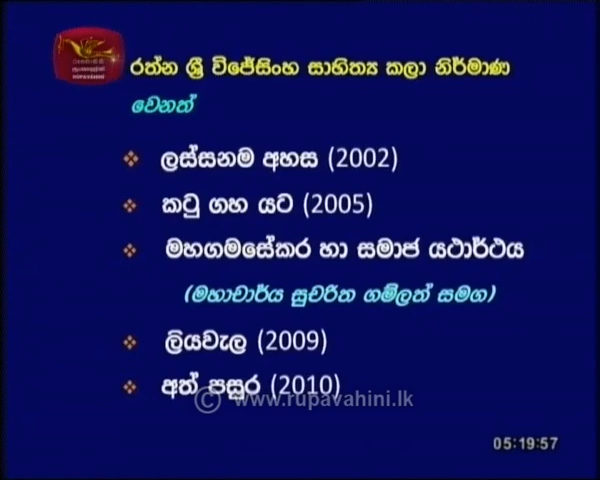 රත්න ශ්‍රී විජේසිංහ සාහිත්‍ය කලා නිර්මාණ
වෙනත්
ලස්සනම අහස (2002)
කටු ගහ යට (2005)
මහගමසේකර හා සමාජ යථාර්ථය
(මහාචාර්ය සුචරිත ගම්ලත් සමග)
ලියවැල (2009)
අත් පසුර (2010)
© www.rupavahini.lk
05:19:57